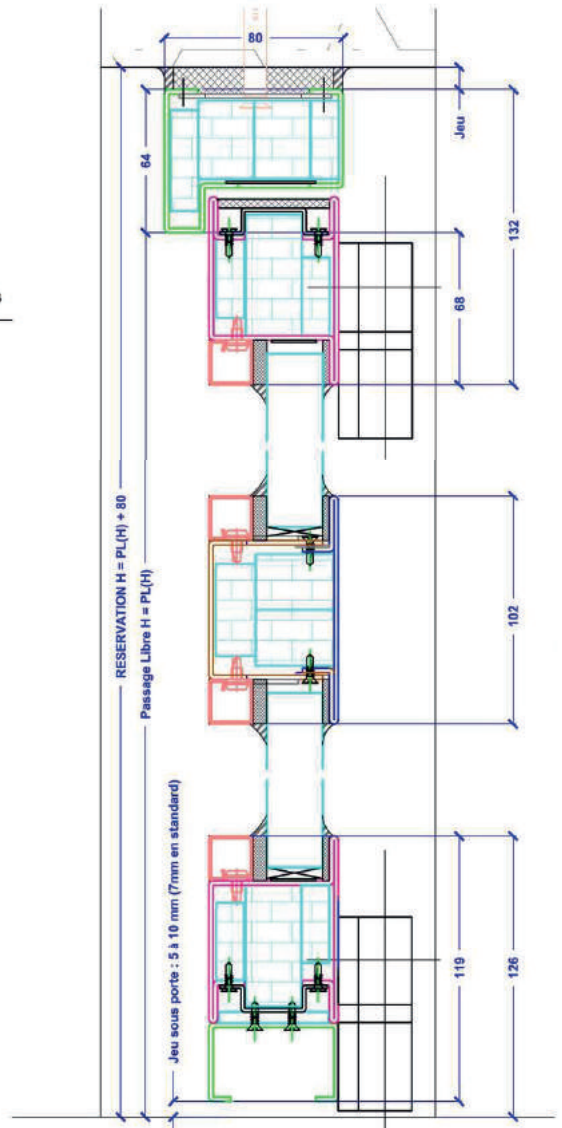 80
64
Jeu
132
68
RESERVATION H = PL(H) + 80
Passage Libre H = PL(H)
102
Jeu sous porte : 5 à 10 mm (7mm en standard)
119
126